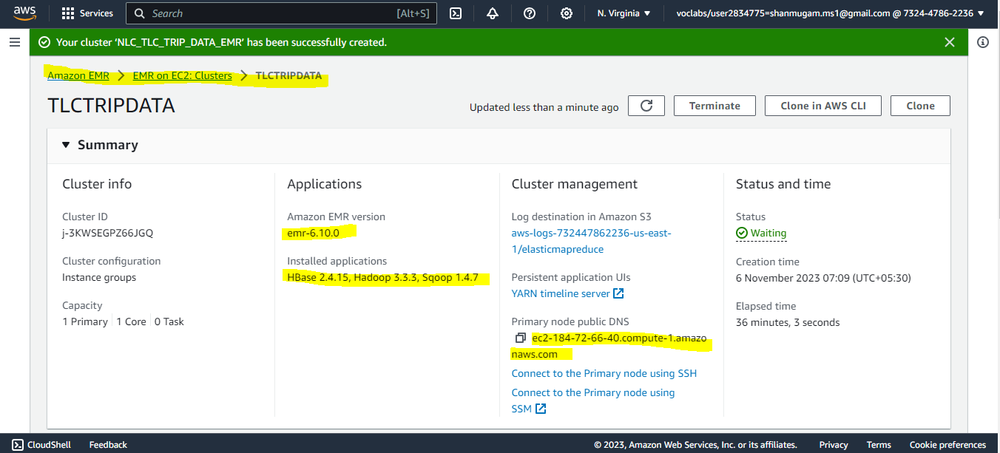 aws Services Search [Alt+S] N. Virginia voclabs/user2834775=shanmugam.ms1@gmail.com @ 7324-4786-2236
Your cluster ‘NLC_TLC_TRIP_DATA_EMR’ has been successfully created.
Amazon EMR > EMR on EC2: Clusters > TLCTRIPDATA
TLCTRIPDATA
Updated less than a minute ago Terminate Clone in AWS CLI Clone
Summary
Cluster info
Cluster ID
j-3KWSEGPZ66JGQ
Cluster configuration
Instance groups
Capacity
1 Primary 1 Core 0 Task
Applications
Amazon EMR version
emr-6.10.0
Installed applications
HBase 2.4.15, Hadoop 3.3.3, Sqoop 1.4.7
Cluster management
Log destination in Amazon S3
aws-logs-732447862236-us-east-
1/elasticmapreduce
Persistent application UIs
YARN timeline server
Primary node public DNS
ec2-184-72-66-40.compute-1.amazo
naws.com
Connect to the Primary node using SSH
Connect to the Primary node using
SSM
Status and time
Status
Waiting
Creation time
6 November 2023 07:09 (UTC+05:30)
Elapsed time
36 minutes, 3 seconds
CloudShell Feedback © 2023, Amazon Web Services, Inc. or its affiliates. Privacy Terms Cookie preferences